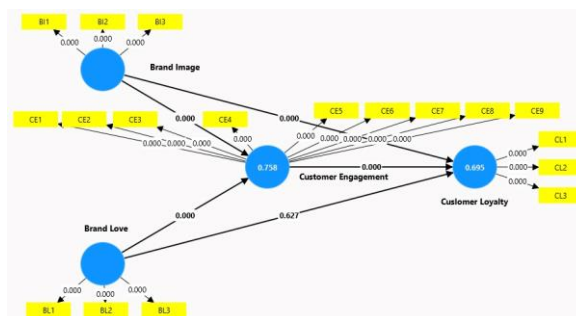 BI1 BI2 BI3
0.000 0.000 0.000
Brand Image
0.000 0.000
CE1 CE2 CE3 CE4 CE5 CE6 CE7 CE8 CE9
0.000 0.000 0.000 0.000 0.000 0.000 0.000 0.000 0.000
CL1
0.000
0.758 0.000 0.695 0.000 CL2
Customer Engagement
0.000
CL3
Cuslomer Loyalty
0.000 0.627
Brand Love
0.000 0.000 0.000
BL1 BL2 BL3